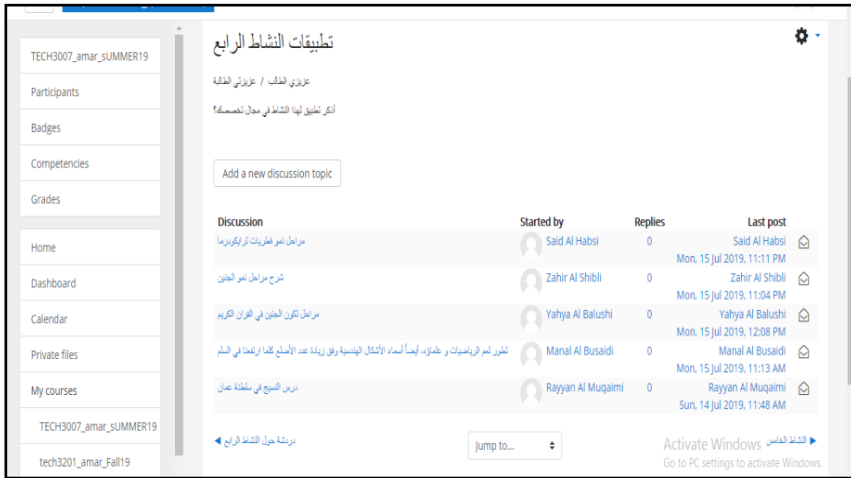 TECH3007_amar_sUMMER19
Participants
Badges
Competencies
Grades
Home
Dashboard
Calendar
Private files
My courses
TECH3007_amar_sUMMER19
tech3201_amar_Fall19
تطبيقات النشاط الرابع
عزيزي الطالب / عزيزتي الطالبة
أذكر تطبيق لهذا النشاط في مجال تخصصك؟
Add a new discussion topic
Discussion Started by Replies Last post
مراحل نمو فطريات ترايكودرما Said Al Habsi 0 Said Al Habsi
Mon, 15 Jul 2019, 11:11 PM
شرح مراحل نمو الجنين Zahir Al Shibli 0 Zahir Al Shibli
Mon, 15 Jul 2019, 11:04 PM
مراحل تكون الجنين في القران الكريم Yahya Al Balushi 0 Yahya Al Balushi
Mon, 15 Jul 2019, 12:08 PM
تطور لعم الرياضيات و علماؤه، أيضاً أسماء الأشكال الهندسية وفق زيادة عدد الأضلع كلما ارتفعنا في السلم Manal Al Busaidi 0 Manal Al Busaidi
Mon, 15 Jul 2019, 11:13 AM
درس النسيج في سلطنة عمان Rayyan Al Muqaimi 0 Rayyan Al Muqaimi
Sun, 14 Jul 2019, 11:48 AM
دردشة حول النشاط الرابع ◀ Jump to... ▶ النشاط الخامس
Activate Windows
Go to PC settings to activate Windows.